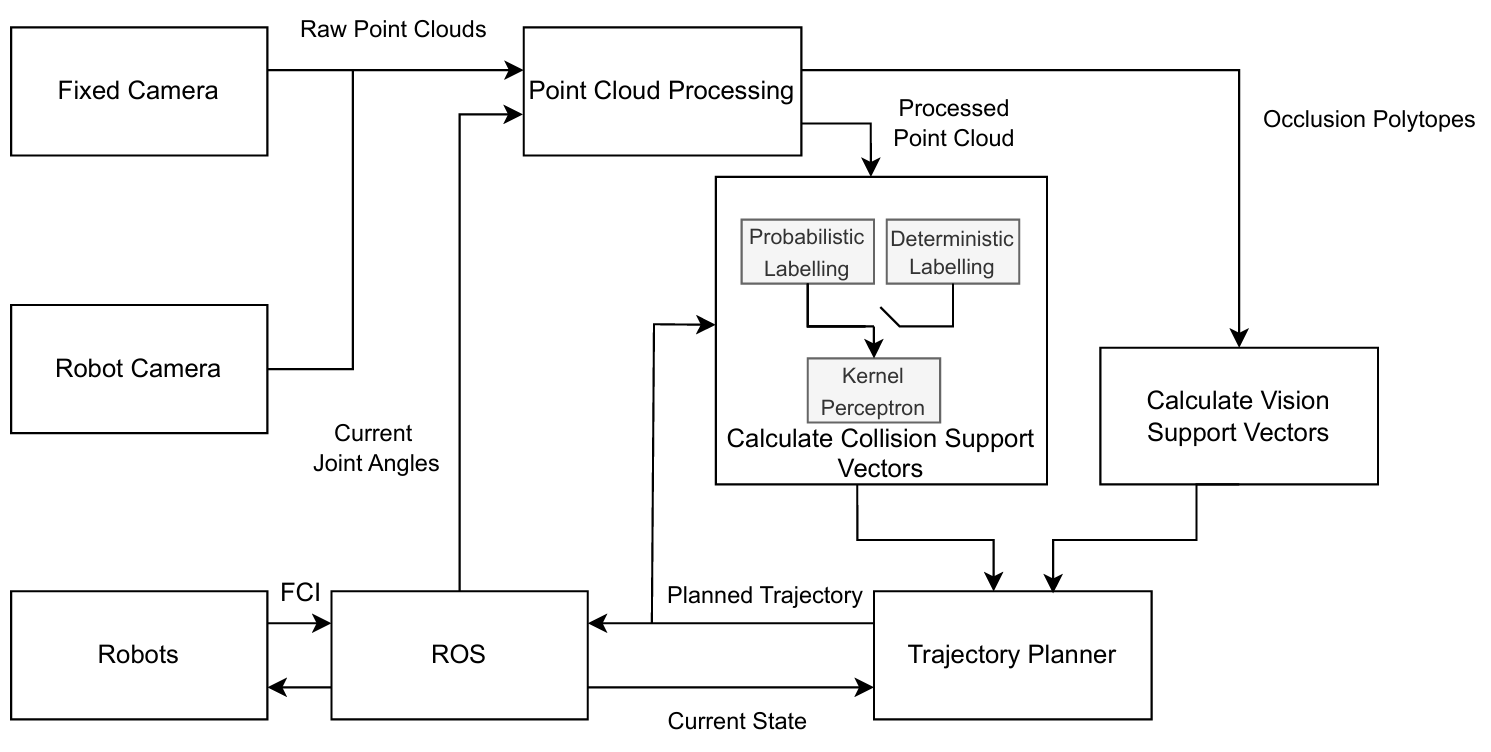 Raw Point Clouds
Fixed Camera
Point Cloud Processing
Processed
Point Cloud
Occlusion Polytopes
Probabilistic
Labelling
Deterministic
Labelling
Robot Camera
Kernel
Perceptron
Calculate Collision Support
Vectors
Calculate Vision
Support Vectors
Current
Joint Angles
FCI
Planned Trajectory
Robots
ROS
Trajectory Planner
Current State